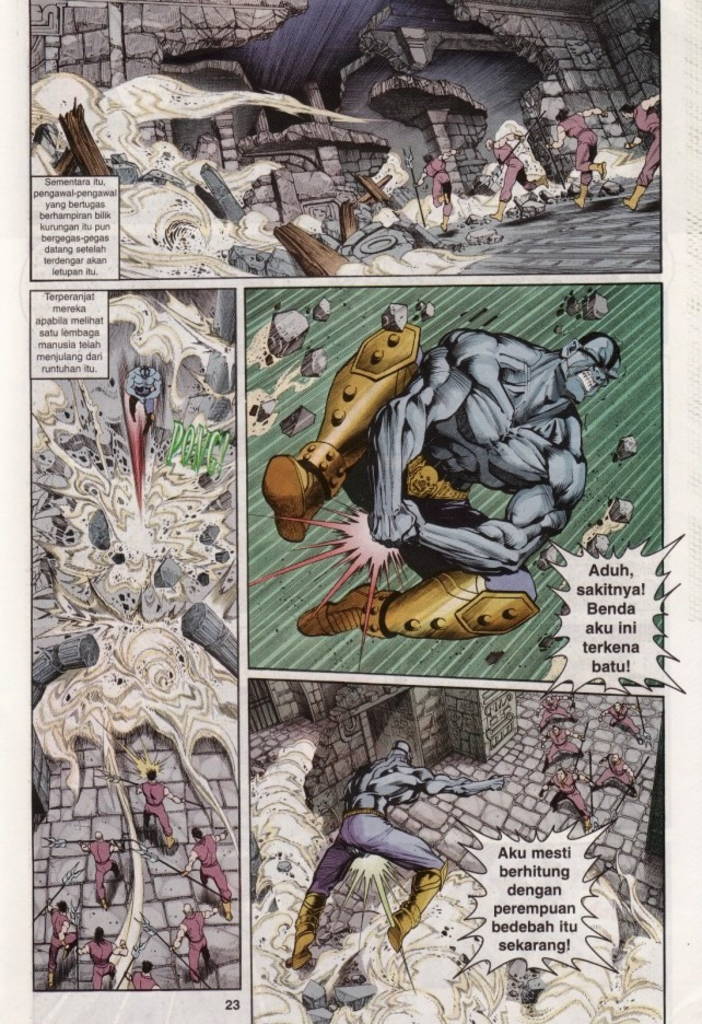 Sementara itu,
pengawal-pengawal
yang bertugas
berhampiran bilik
kurungan itu pun
bergegas-gegas
datang setelah
terdengar akan
letupan itu.
Terperanjat
mereka
apabila melihat
satu lembaga
manusia telah
menjulang dari
runtuhan itu.
PONG!
Aduh,
sakitnya!
Benda
aku ini
terkena
batu!
Aku mesti
berhitung
dengan
perempuan
bedebah itu
sekarang!
23